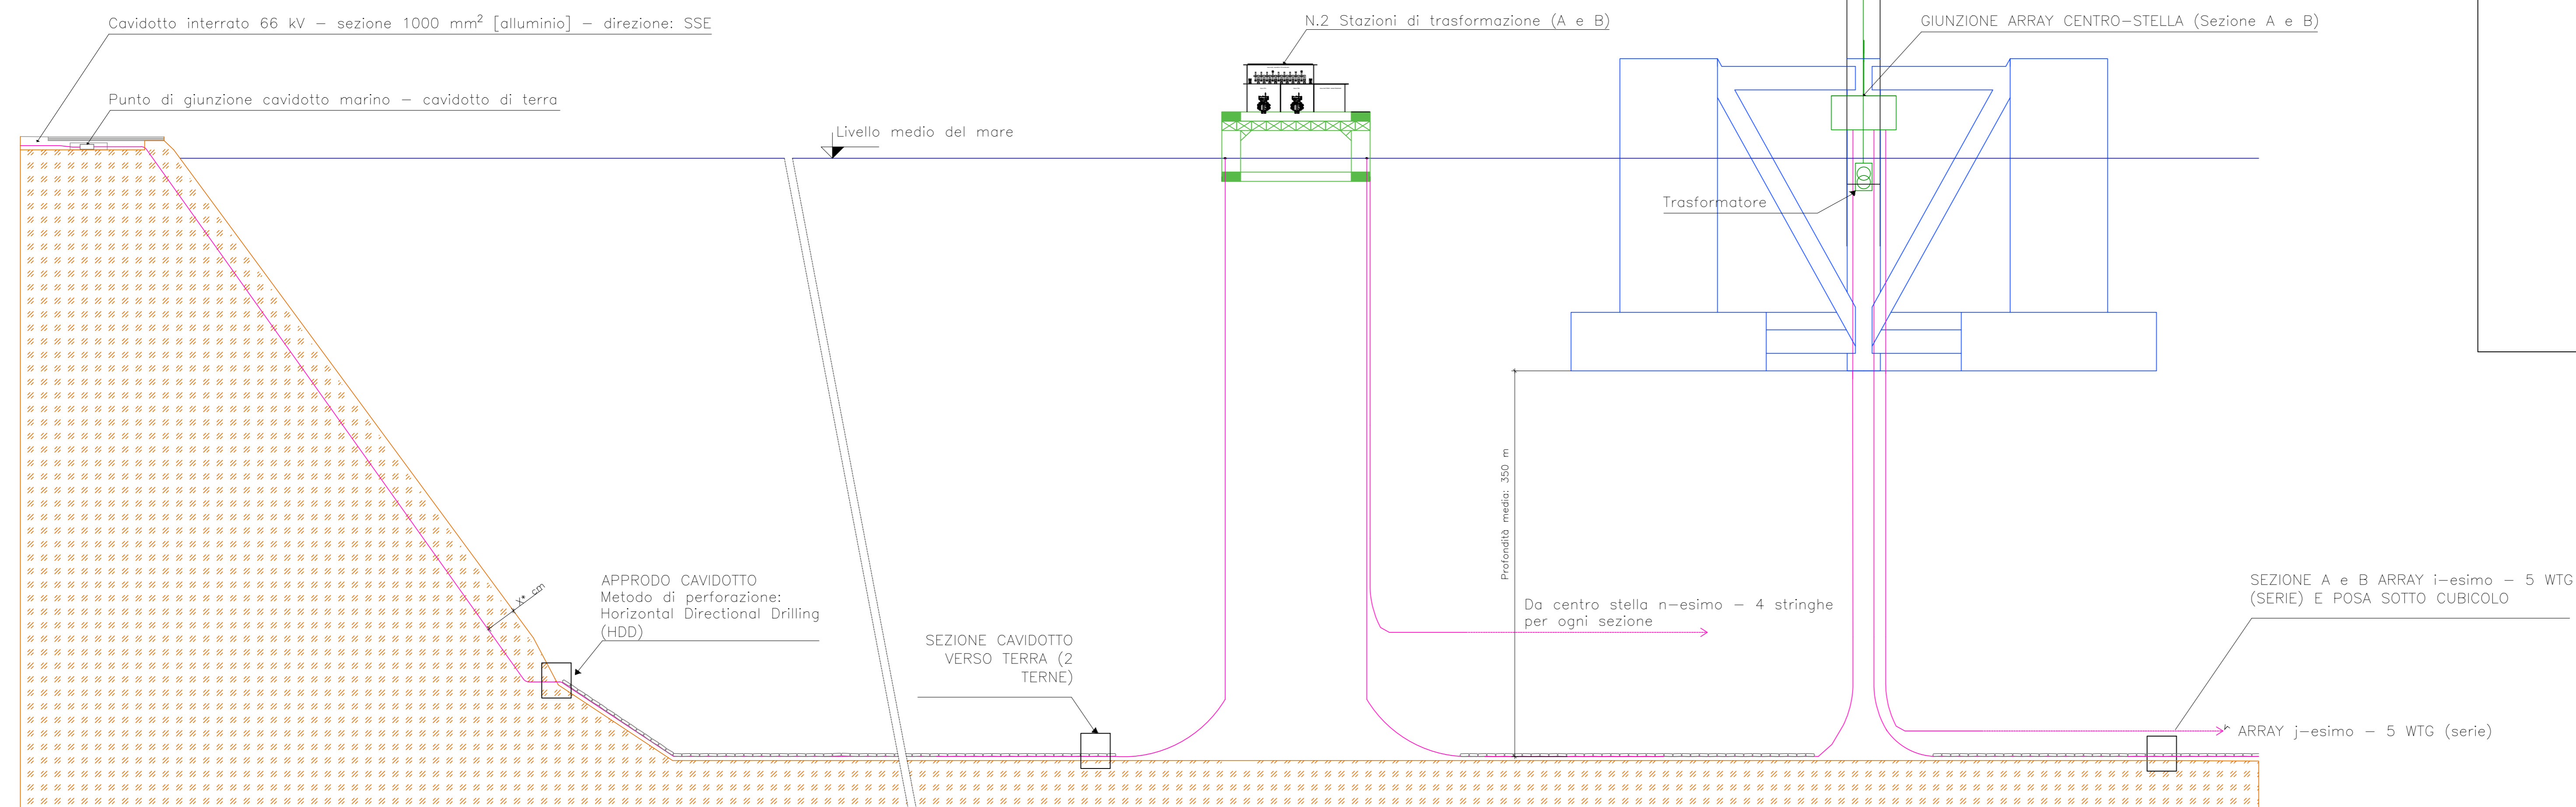 Cavidotto interrato 66 kV – sezione 1000 mm² [alluminio] – direzione: SSE
N.2 Stazioni di trasformazione (A e B)
GIUNZIONE ARRAY CENTRO–STELLA (Sezione A e B)
Punto di giunzione cavidotto marino – cavidotto di terra
Livello medio del mare
Trasformatore
Profondità media: 350 m
X* cm
APPRODO CAVIDOTTO
Metodo di perforazione:
Horizontal Directional Drilling
(HDD)
SEZIONE CAVIDOTTO
VERSO TERRA (2
TERNE)
Da centro stella n–esimo – 4 stringhe
per ogni sezione
SEZIONE A e B ARRAY i–esimo – 5 WTG
(SERIE) E POSA SOTTO CUBICOLO
ARRAY j–esimo – 5 WTG (serie)